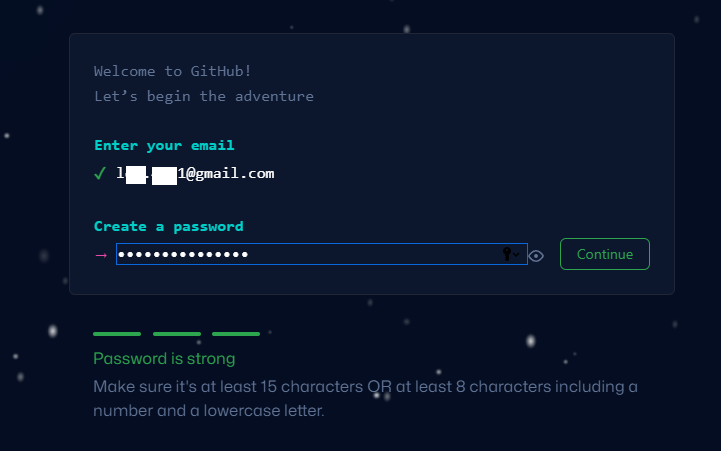 Welcome to GitHub!
Let’s begin the adventure
Enter your email
✓ l 1@gmail.com
Create a password
→ •••••••••••••••
Continue
Password is strong
Make sure it's at least 15 characters OR at least 8 characters including a
number and a lowercase letter.